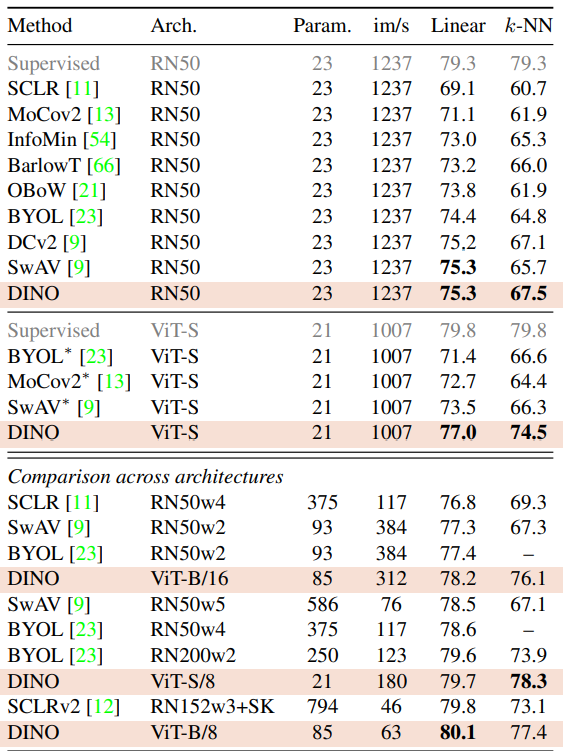 Method Arch. Param. im/s Linear k-NN
Supervised RN50 23 1237 79.3 79.3
SCLR [11] RN50 23 1237 69.1 60.7
MoCov2 [13] RN50 23 1237 71.1 61.9
InfoMin [54] RN50 23 1237 73.0 65.3
BarlowT [66] RN50 23 1237 73.2 66.0
OBoW [21] RN50 23 1237 73.8 61.9
BYOL [23] RN50 23 1237 74.4 64.8
DCv2 [9] RN50 23 1237 75.2 67.1
SwAV [9] RN50 23 1237 75.3 65.7
DINO RN50 23 1237 75.3 67.5
Supervised ViT-S 21 1007 79.8 79.8
BYOL* [23] ViT-S 21 1007 71.4 66.6
MoCov2* [13] ViT-S 21 1007 72.7 64.4
SwAV* [9] ViT-S 21 1007 73.5 66.3
DINO ViT-S 21 1007 77.0 74.5
Comparison across architectures
SCLR [11] RN50w4 375 117 76.8 69.3
SwAV [9] RN50w2 93 384 77.3 67.3
BYOL [23] RN50w2 93 384 77.4 –
DINO ViT-B/16 85 312 78.2 76.1
SwAV [9] RN50w5 586 76 78.5 67.1
BYOL [23] RN50w4 375 117 78.6 –
BYOL [23] RN200w2 250 123 79.6 73.9
DINO ViT-S/8 21 180 79.7 78.3
SCLRv2 [12] RN152w3+SK 794 46 79.8 73.1
DINO ViT-B/8 85 63 80.1 77.4